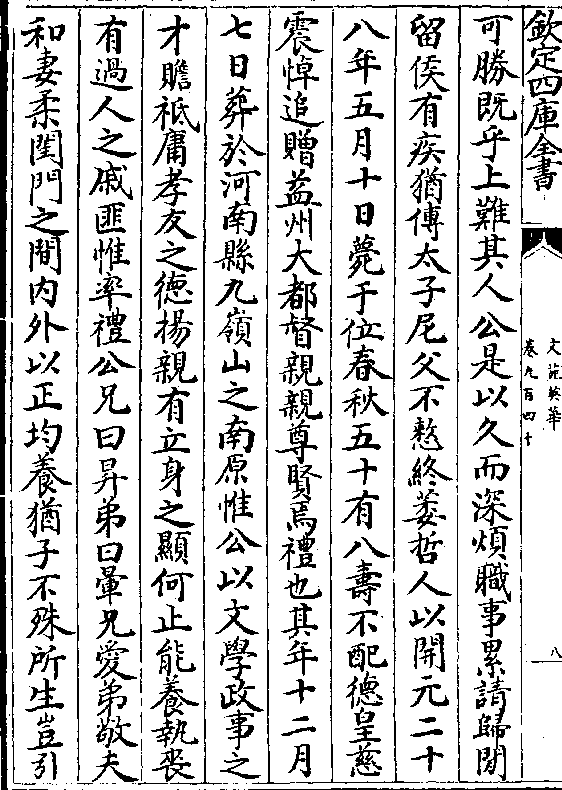 欽定四庫全書
文苑英華
卷九百四十
八
可勝既乎上難其人公是以久而深煩職事累請歸閒
留侯有疾猶傅太子尼父不憖終萎哲人以開元二十
八年五月十日薨于位春秋五十有八壽不配德皇慈
震悼追贈益州大都督親親尊賢焉禮也其年十二月
七日葬於河南縣九嶺山之南原惟公以文學政事之
才贍祗庸孝友之徳揚親有立身之顯何止能養執喪
有過人之戚匪惟率禮公兄曰昇弟曰暈兄愛弟敬夫
和妻柔閨門之間内外以正均養猶子不殊所生豈引